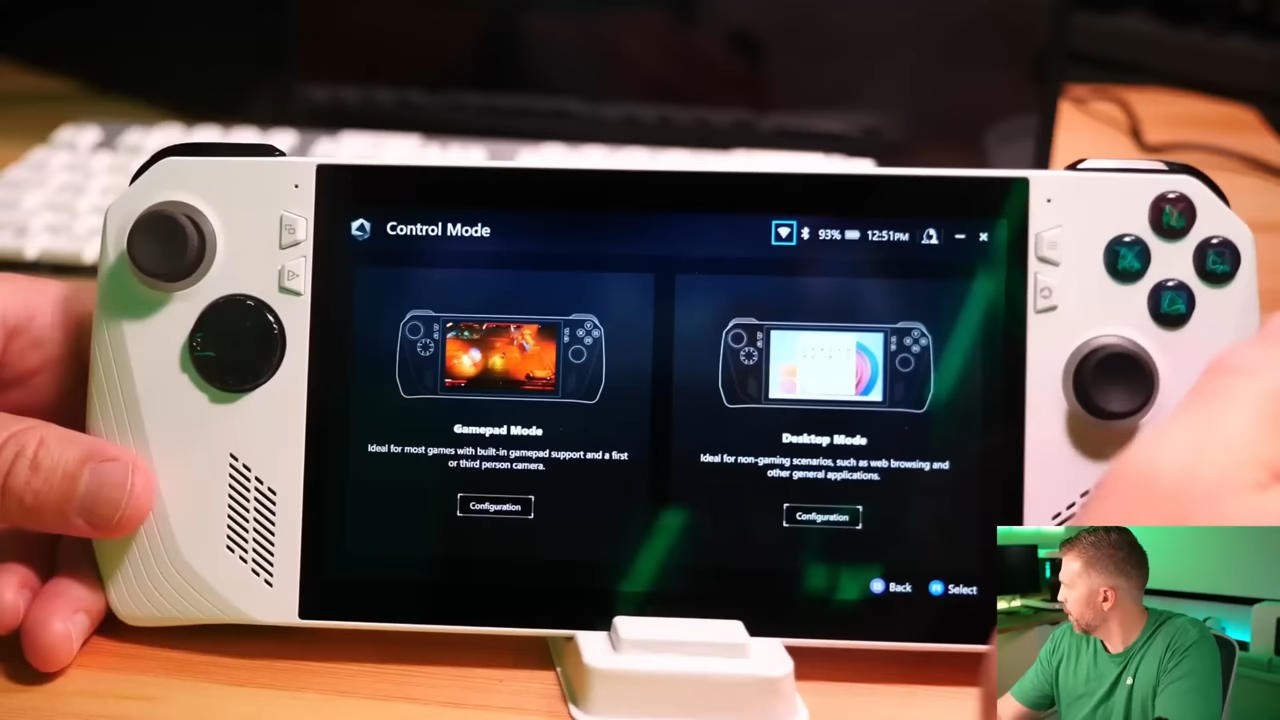 Control Mode
93%
12:51PM
Gamepad Mode
Ideal for most games with built-in gamepad support and a first
or third person camera.
Configuration
Desktop Mode
Ideal for non-gaming scenarios, such as web browsing and
other general applications.
Configuration
Back
Select